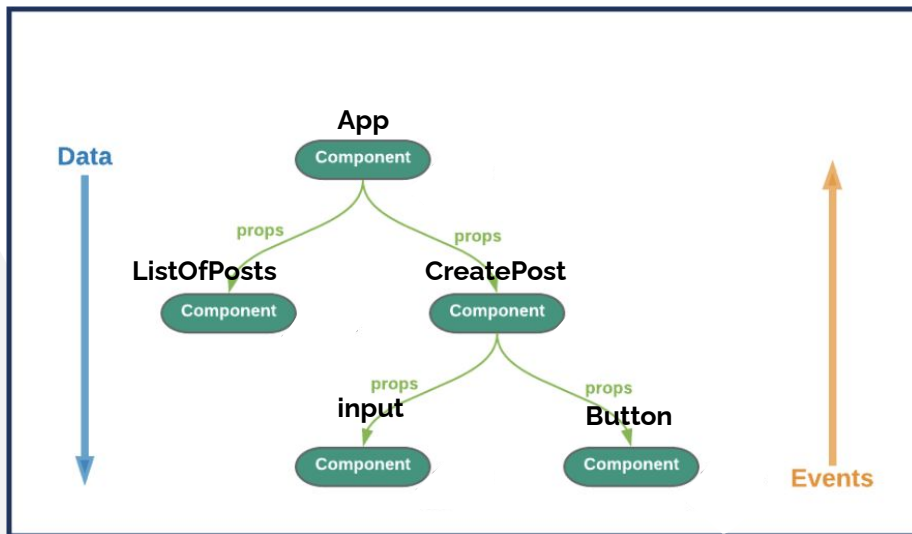 App
Component
Data
props
props
ListOfPosts
CreatePost
Component
Component
props
props
input
Button
Component
Component
Events